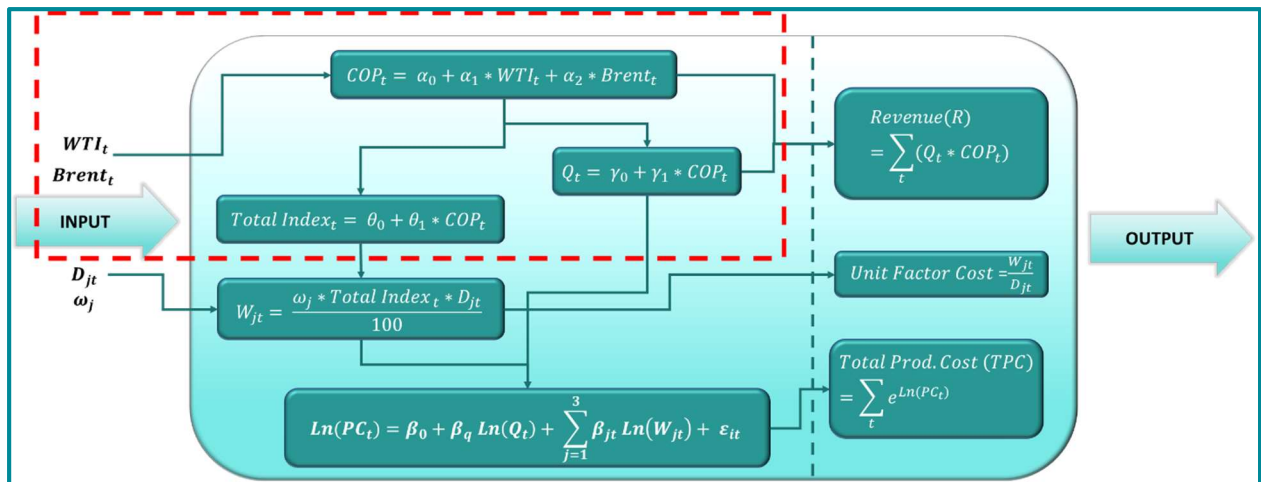 COP_t = α_0 + α_1 * WTI_t + α_2 * Brent_t
WTI_t
Brent_t
INPUT
D_jt
ω_j
Q_t = γ_0 + γ_1 * COP_t
Total Index_t = θ_0 + θ_1 * COP_t
W_jt = (ω_j * Total Index_t * D_jt) / 100
Ln(PC_t) = β_0 + β_q Ln(Q_t) + ∑_{j=1}^{3} β_jt Ln(W_jt) + ε_it
Revenue(R)
= ∑_t (Q_t * COP_t)
Unit Factor Cost = W_jt / D_jt
Total Prod. Cost (TPC)
= ∑_t e^{Ln(PC_t)}
OUTPUT